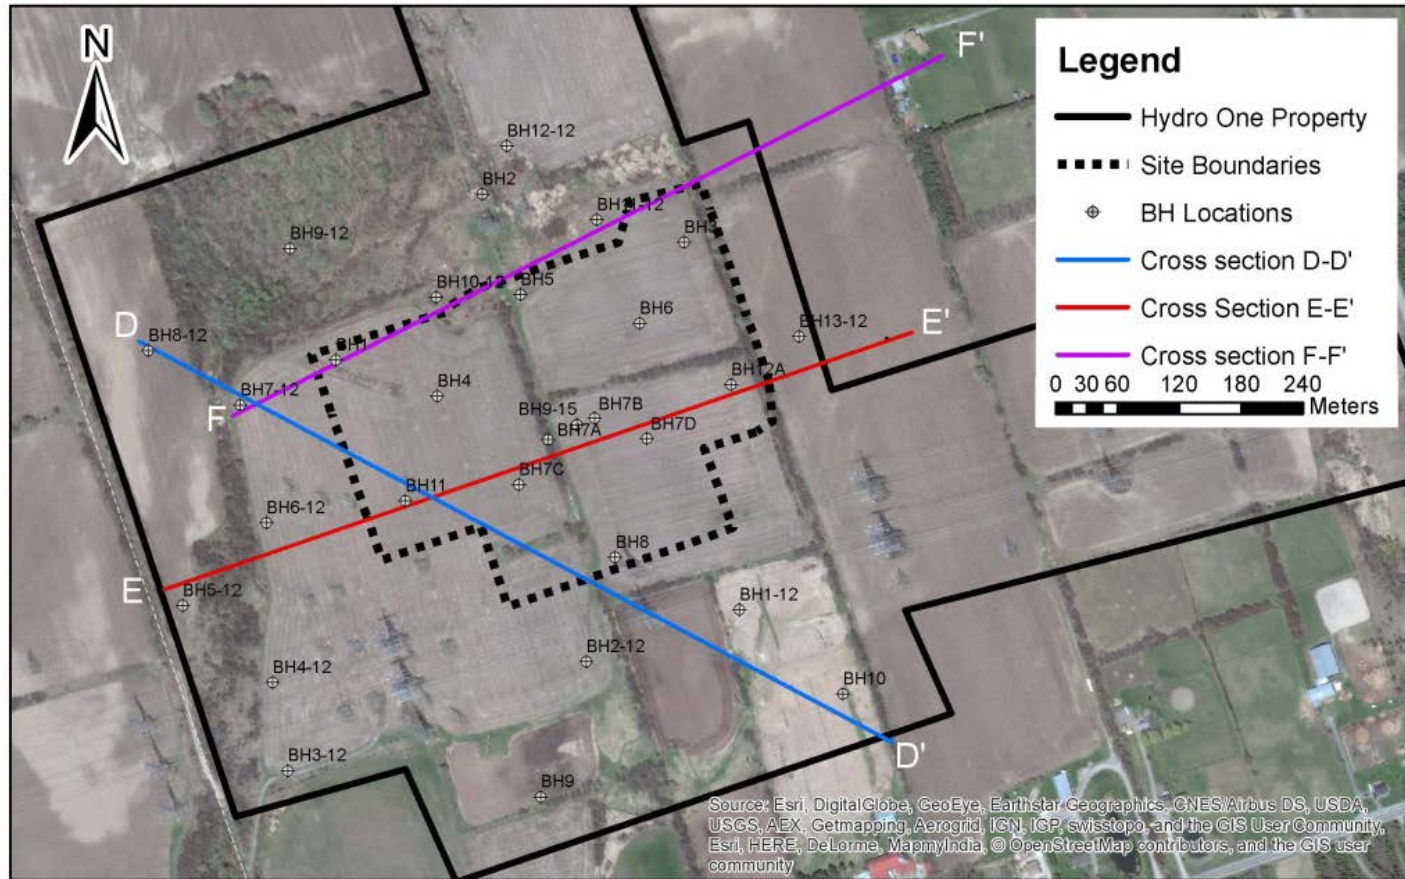 N
F'
Legend
Hydro One Property
Site Boundaries
BH Locations
Cross section D-D'
Cross Section E-E'
Cross section F-F'
0 30 60 120 180 240
Meters
BH12-12
BH2
BH11-12
BH3
BH9-12
BH10-12
BH5
D
BH8-12
BH6
BH13-12
E'
BH1
BH12A
BH4
BH7-12
F
BH9-15
BH7B
BH7A
BH7D
BH7C
BH11
BH6-12
BH8
E
BH5-12
BH1-12
BH2-12
BH4-12
BH10
D'
BH3-12
BH9
Source: Esri, DigitalGlobe, GeoEye, Earthstar Geographics, CNES/Airbus DS, USDA,
USGS, AEX, Getmapping, Aerogrid, IGN, IGP, swisstopo, and the GIS User Community,
Esri, HERE, DeLorme, MapmyIndia, © OpenStreetMap contributors, and the GIS user
community